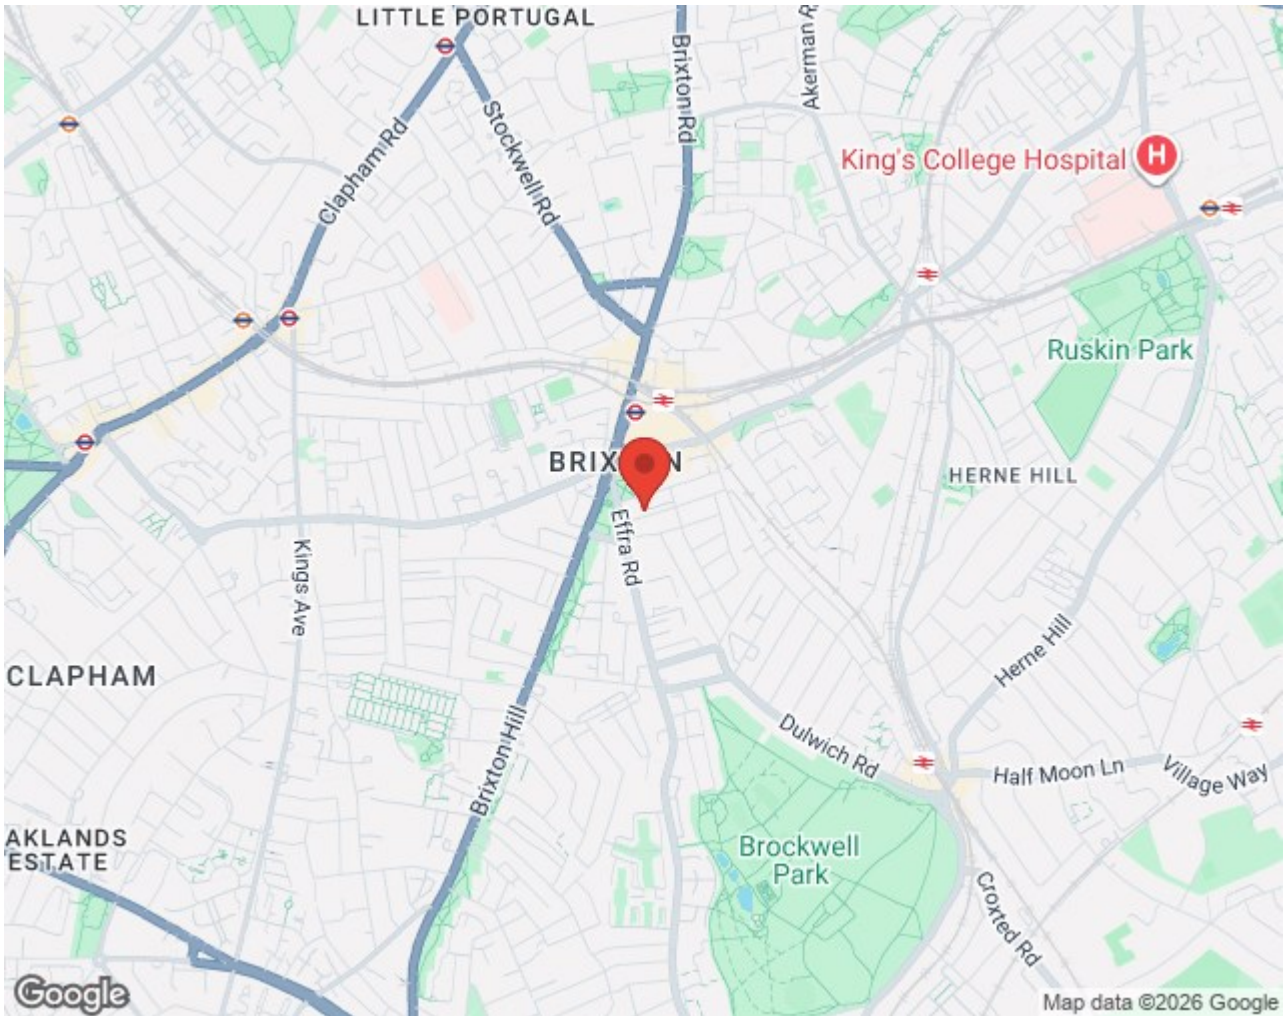 LITTLE PORTUGAL
Brixton Rd
Akerman R
Clapham Rd
Stockwell Rd
King's College Hospital
H
Ruskin Park
BRIX
N
HERNE HILL
Effra Rd
Kings Ave
Herne Hill
CLAPHAM
Brixton Hill
Dulwich Rd
Half Moon Ln
Village Way
AKLANDS
ESTATE
Brockwell
Park
Croxted Rd
Google
Map data ©2026 Google